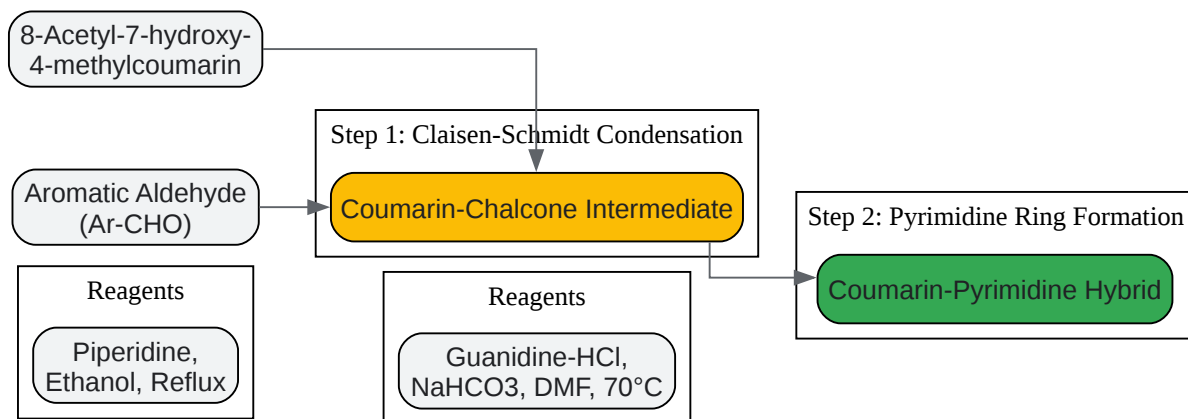 8-Acetyl-7-hydroxy-
4-methylcoumarin
Step 1: Claisen-Schmidt Condensation
Aromatic Aldehyde
(Ar-CHO)
Coumarin-Chalcone Intermediate
Step 2: Pyrimidine Ring Formation
Coumarin-Pyrimidine Hybrid
Reagents
Piperidine,
Ethanol, Reflux
Reagents
Guanidine-HCl,
NaHCO3, DMF, 70°C